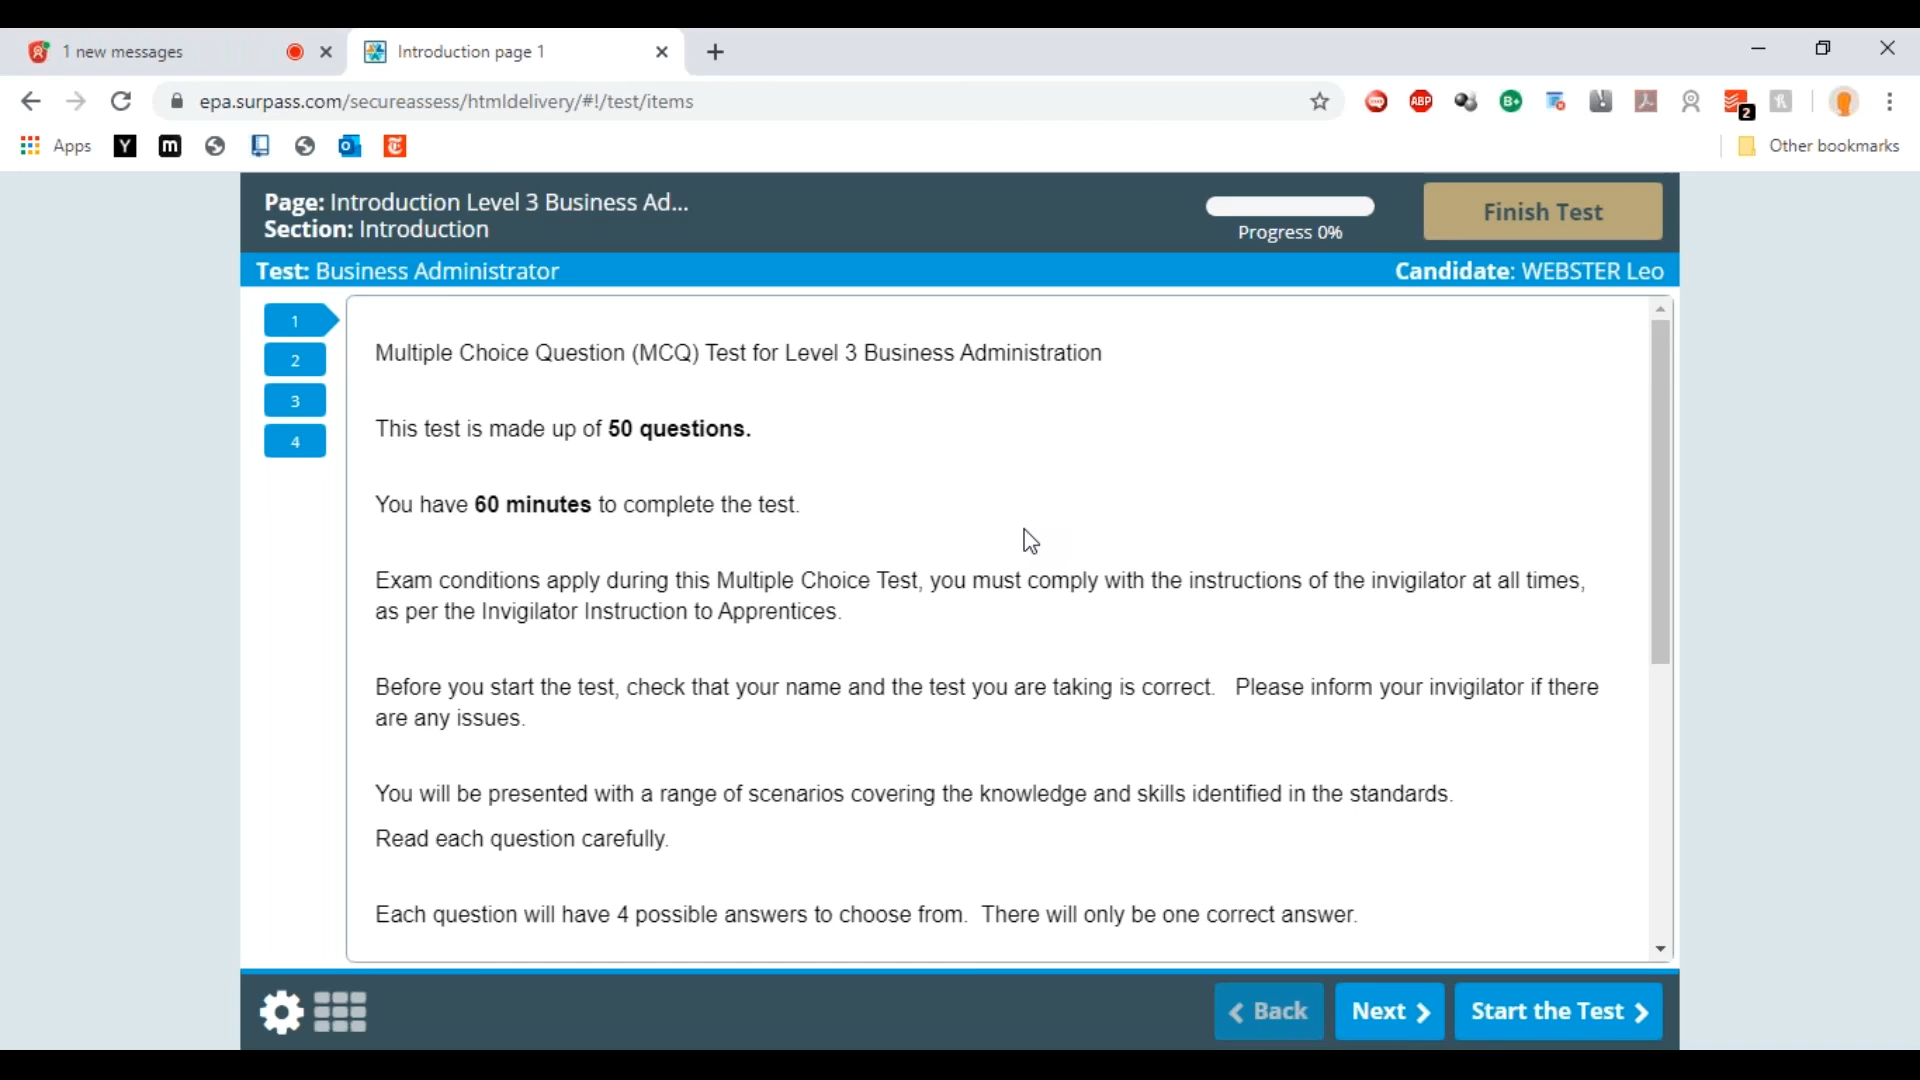 1 new messages
Introduction page 1
epa.surpass.com/secureassess/htmldelivery/#!/test/items
ABP
B+
2
Apps
Y
m
Other bookmarks
Page: Introduction Level 3 Business Ad...
Section: Introduction
Progress 0%
Finish Test
Test: Business Administrator
Candidate: WEBSTER Leo
1
2
3
4
Multiple Choice Question (MCQ) Test for Level 3 Business Administration
This test is made up of 50 questions.
You have 60 minutes to complete the test.
Exam conditions apply during this Multiple Choice Test, you must comply with the instructions of the invigilator at all times,
as per the Invigilator Instruction to Apprentices.
Before you start the test, check that your name and the test you are taking is correct. Please inform your invigilator if there
are any issues.
You will be presented with a range of scenarios covering the knowledge and skills identified in the standards.
Read each question carefully.
Each question will have 4 possible answers to choose from. There will only be one correct answer.
Back
Next
Start the Test